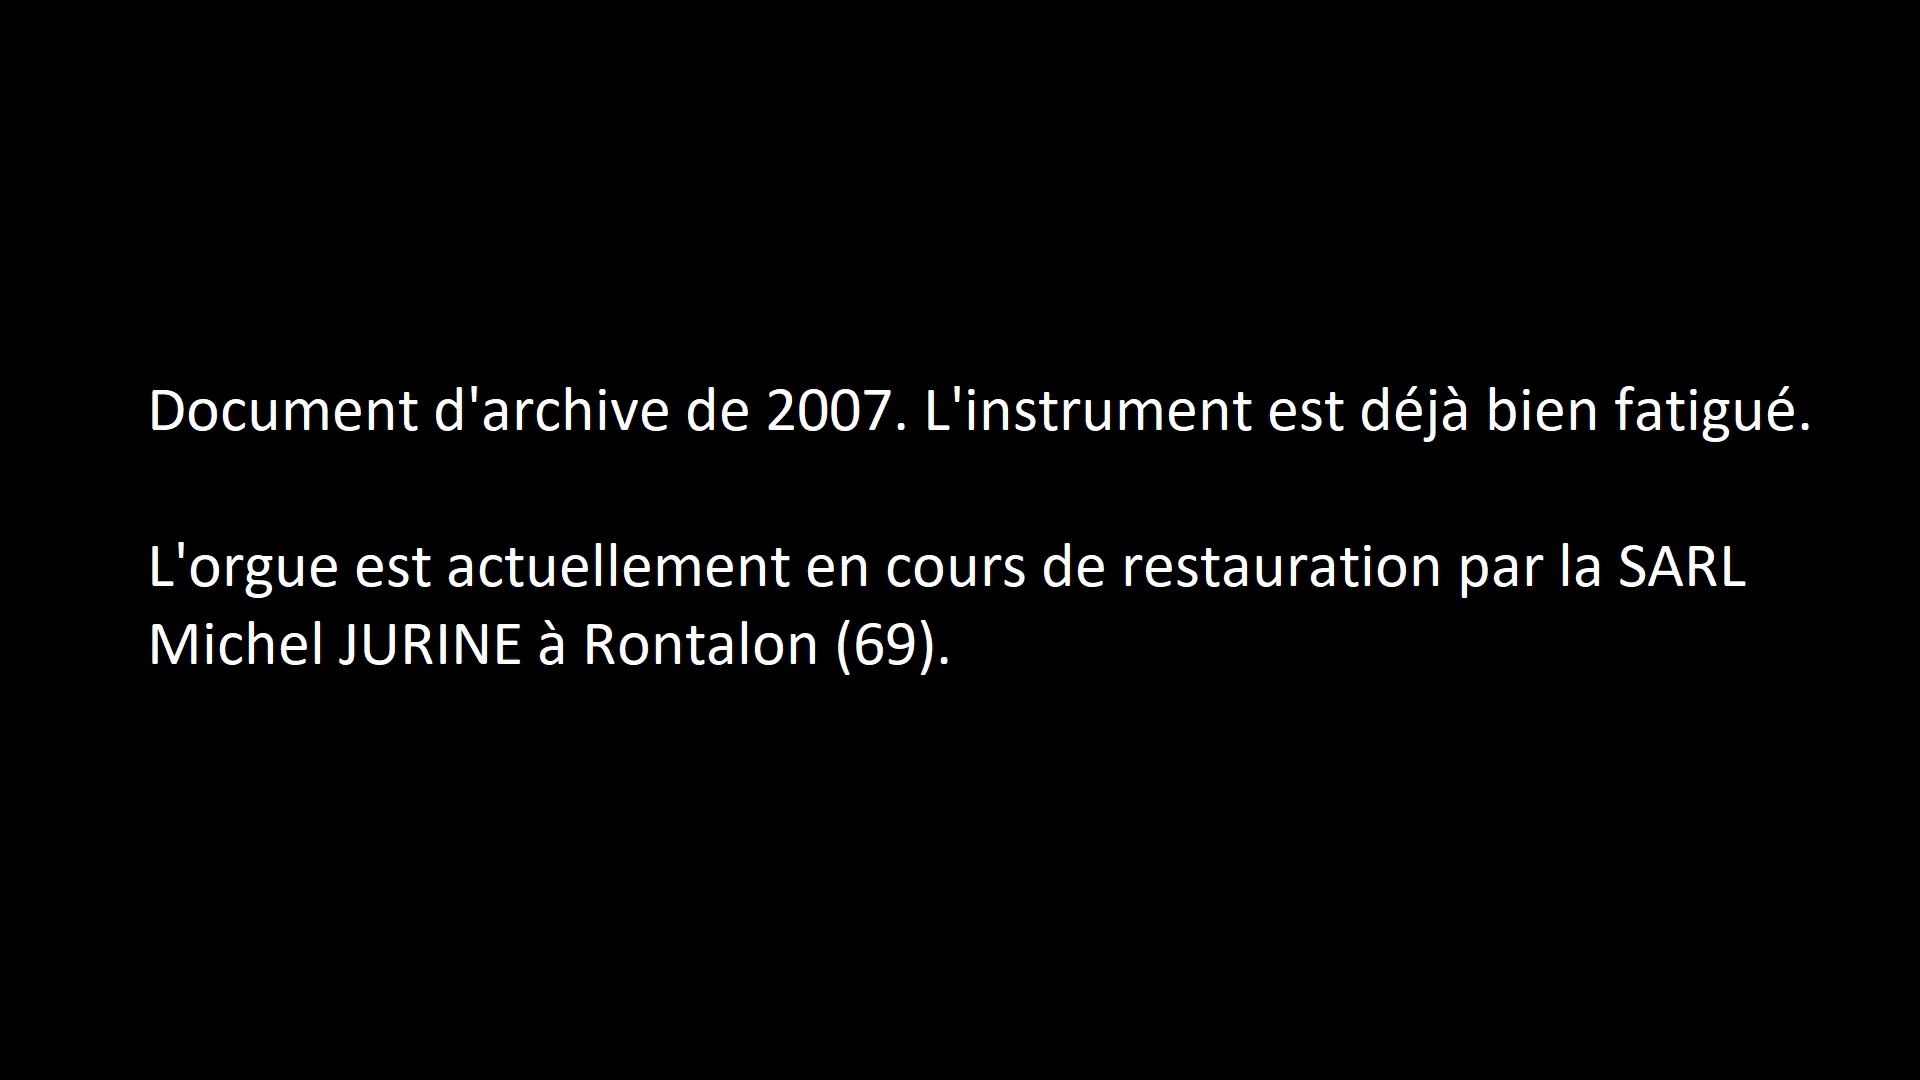 Document d'archive de 2007. L'instrument est déjà bien fatigué.
L'orgue est actuellement en cours de restauration par la SARL
Michel JURINE à Rontalon (69).